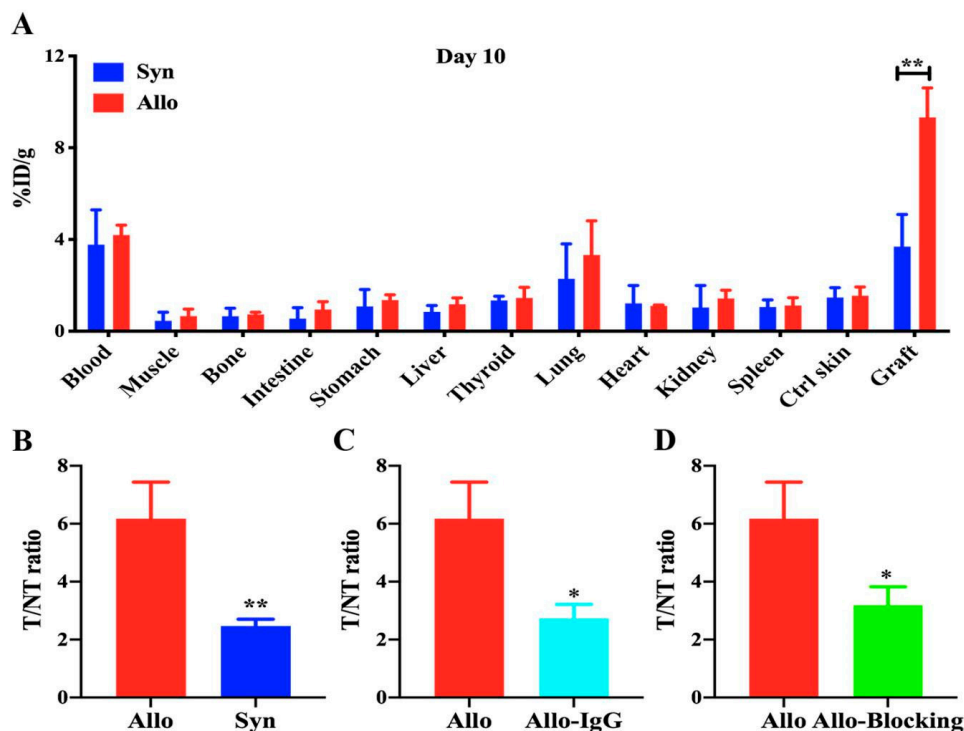 A
Day 10
Syn
Allo
%ID/g
12
8
4
0
**
Blood
Muscle
Bone
Intestine
Stomach
Liver
Thyroid
Lung
Heart
Kidney
Spleen
Ctrl skin
Graft
B
T/NT ratio
8
6
4
2
0
**
Allo
Syn
C
T/NT ratio
8
6
4
2
0
*
Allo
Allo-IgG
D
T/NT ratio
8
6
4
2
0
*
Allo
Allo-Blocking